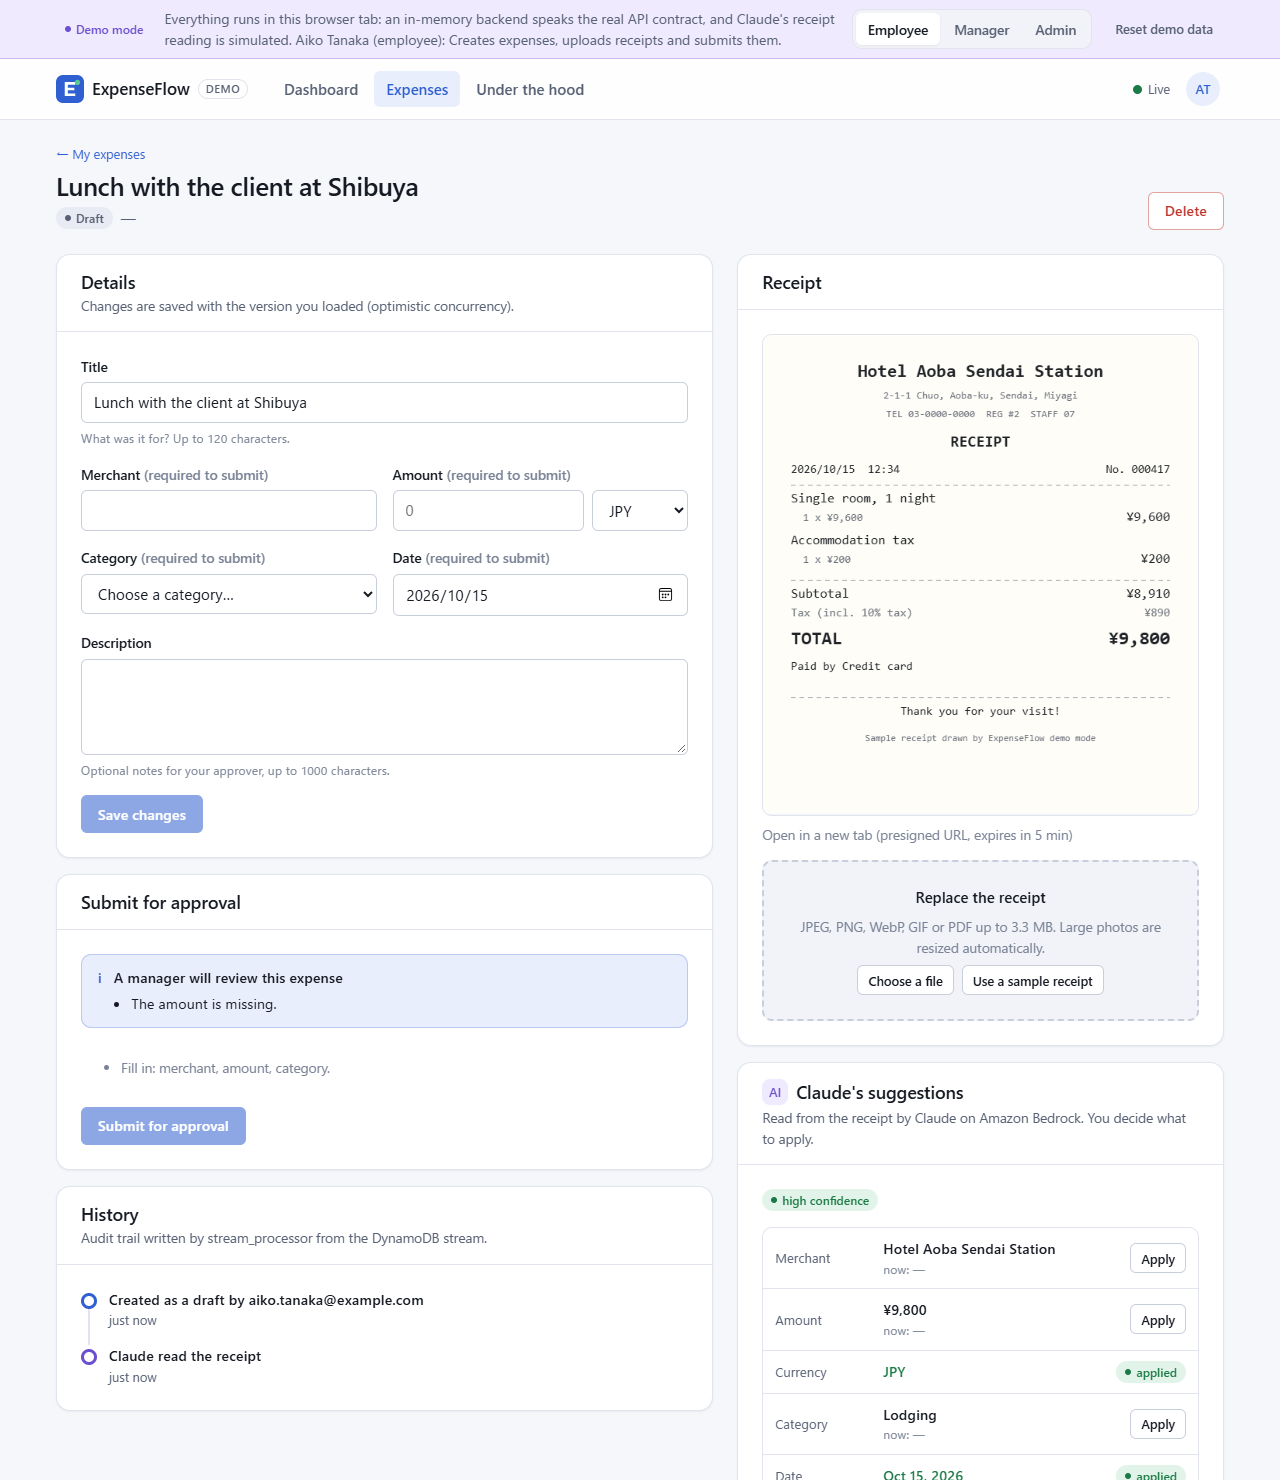 Demo mode
Everything runs in this browser tab: an in-memory backend speaks the real API contract, and Claude's receipt
reading is simulated. Aiko Tanaka (employee): Creates expenses, uploads receipts and submits them.
Employee Manager Admin Reset demo data
E ExpenseFlow DEMO Dashboard Expenses Under the hood Live AT
← My expenses
Lunch with the client at Shibuya
Draft —
Delete
Details
Changes are saved with the version you loaded (optimistic concurrency).
Title
Lunch with the client at Shibuya
What was it for? Up to 120 characters.
Merchant (required to submit) Amount (required to submit)
0 JPY
Category (required to submit) Date (required to submit)
Choose a category... 2026/10/15
Description
Optional notes for your approver, up to 1000 characters.
Save changes
Submit for approval
i A manager will review this expense
• The amount is missing.
• Fill in: merchant, amount, category.
Submit for approval
History
Audit trail written by stream_processor from the DynamoDB stream.
Created as a draft by aiko.tanaka@example.com
just now
Claude read the receipt
just now
Receipt
Hotel Aoba Sendai Station
2-1-1 Chuo, Aoba-ku, Sendai, Miyagi
TEL 03-0000-0000 REG #2 STAFF 07
RECEIPT
2026/10/15 12:34 No. 000417
Single room, 1 night
1 x ¥9,600 ¥9,600
Accommodation tax
1 x ¥200 ¥200
Subtotal ¥8,910
Tax (incl. 10% tax) ¥890
TOTAL ¥9,800
Paid by Credit card
Thank you for your visit!
Sample receipt drawn by ExpenseFlow demo mode
Open in a new tab (presigned URL, expires in 5 min)
Replace the receipt
JPEG, PNG, WebP, GIF or PDF up to 3.3 MB. Large photos are
resized automatically.
Choose a file Use a sample receipt
AI Claude's suggestions
Read from the receipt by Claude on Amazon Bedrock. You decide what
to apply.
high confidence
Merchant Hotel Aoba Sendai Station Apply
now: —
Amount ¥9,800 Apply
now: —
Currency JPY applied
Category Lodging Apply
now: —
Date Oct 15, 2026 applied